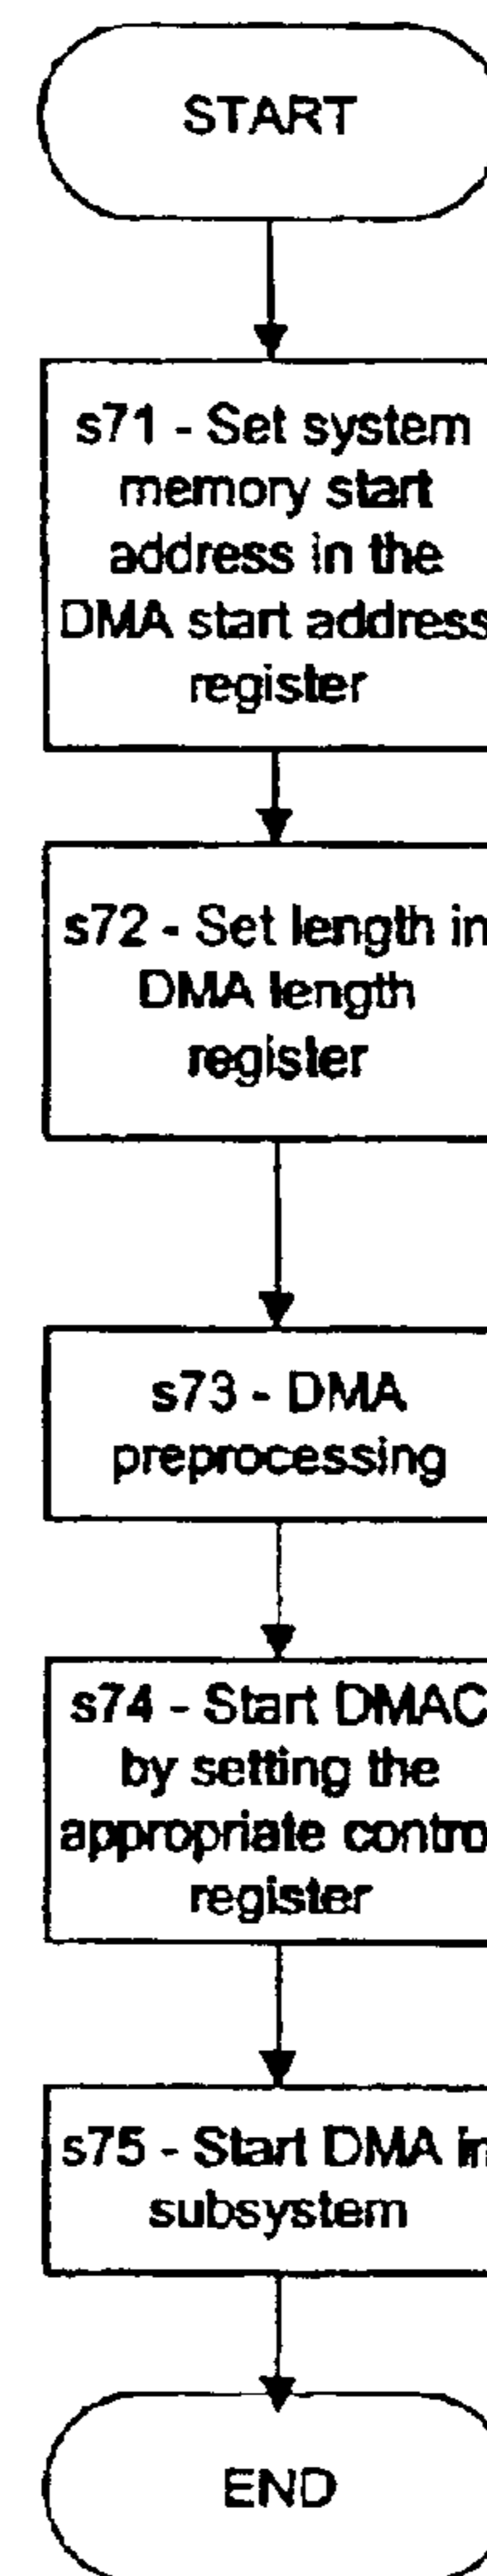 START
s71 - Set system
memory start
address in the
DMA start address
register
s72 - Set length in
DMA length
register
s73 - DMA
preprocessing
s74 - Start DMAC
by setting the
appropriate contro
register
s75 - Start DMA in
subsystem
END